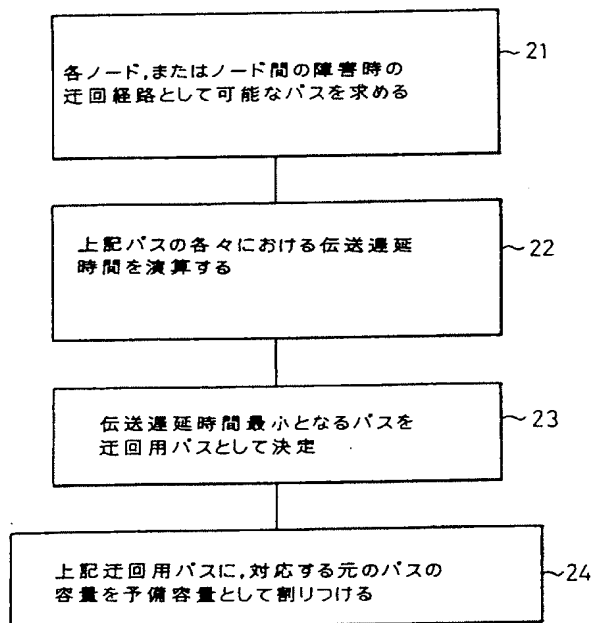 各ノード,またはノード間の障害時の
迂回経路として可能なパスを求める
21
上記パスの各々における伝送遅延
時間を演算する
22
伝送遅延時間最小となるパスを
迂回用パスとして決定
23
上記迂回用パスに,対応する元のパスの
容量を予備容量として割りつける
24